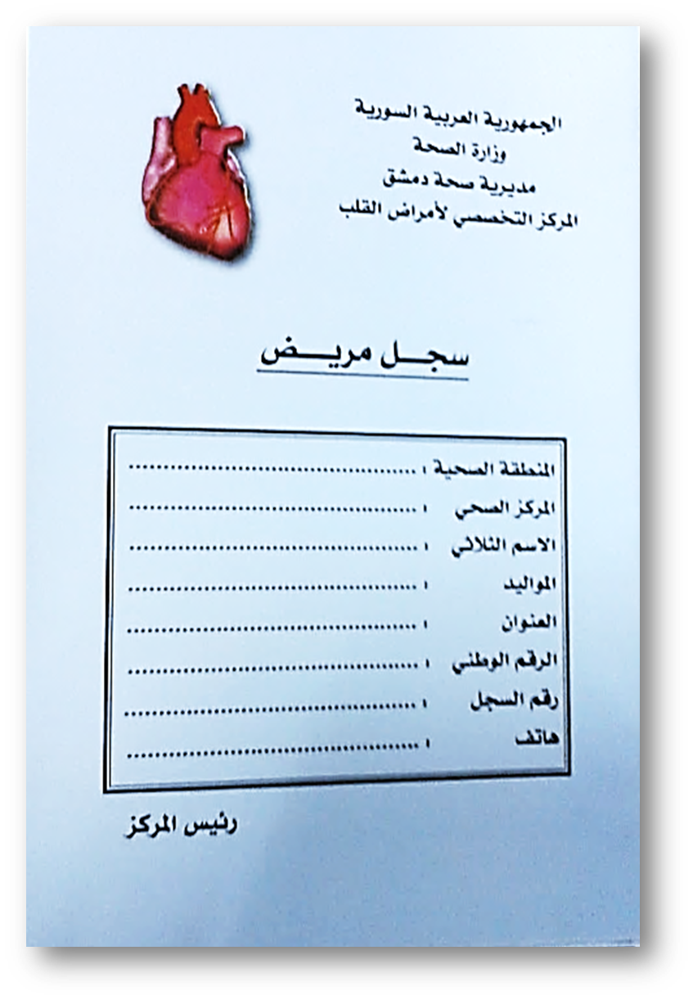 الجمهورية العربية السورية
وزارة الصحة
مديرية صحة دمشق
المركز التخصصي لأمراض القلب
سجــل مريــــض
المنطقة الصحية : ..........................................
المركز الصحي : ..........................................
الاسم الثلاثي : ..........................................
المواليد : ..........................................
العنوان : ..........................................
الرقم الوطني : ..........................................
رقم السجل : ..........................................
هاتف : ..........................................
رئيس المركز